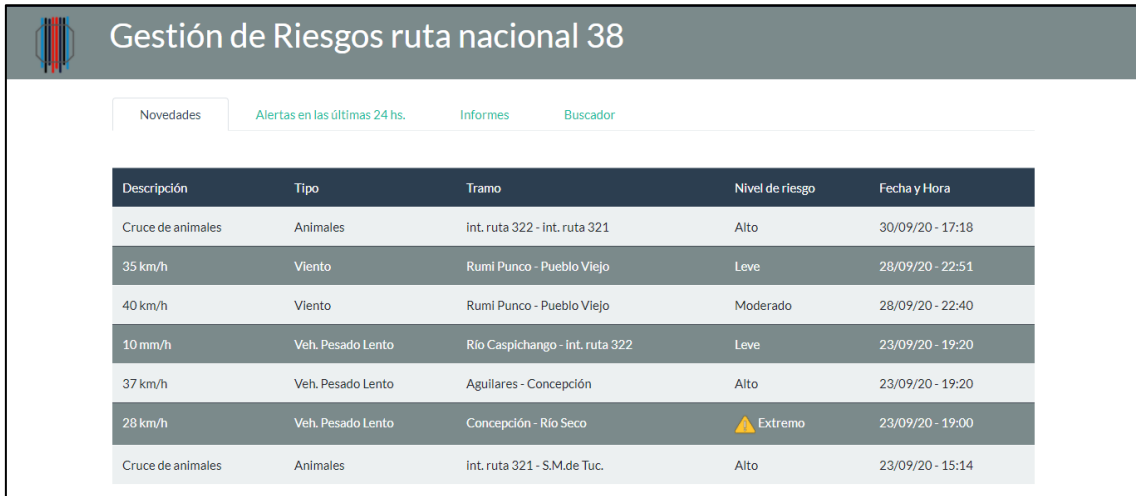 Gestión de Riesgos ruta nacional 38
Novedades Alertas en las últimas 24 hs. Informes Buscador
Descripción Tipo Tramo Nivel de riesgo Fecha y Hora
Cruce de animales Animales int. ruta 322 - int. ruta 321 Alto 30/09/20 - 17:18
35 km/h Viento Rumi Punco - Pueblo Viejo Leve 28/09/20 - 22:51
40 km/h Viento Rumi Punco - Pueblo Viejo Moderado 28/09/20 - 22:40
10 mm/h Veh. Pesado Lento Río Caspichango - int. ruta 322 Leve 23/09/20 - 19:20
37 km/h Veh. Pesado Lento Aguilares - Concepción Alto 23/09/20 - 19:20
28 km/h Veh. Pesado Lento Concepción - Río Seco Extremo 23/09/20 - 19:00
Cruce de animales Animales int. ruta 321 - S.M.de Tuc. Alto 23/09/20 - 15:14